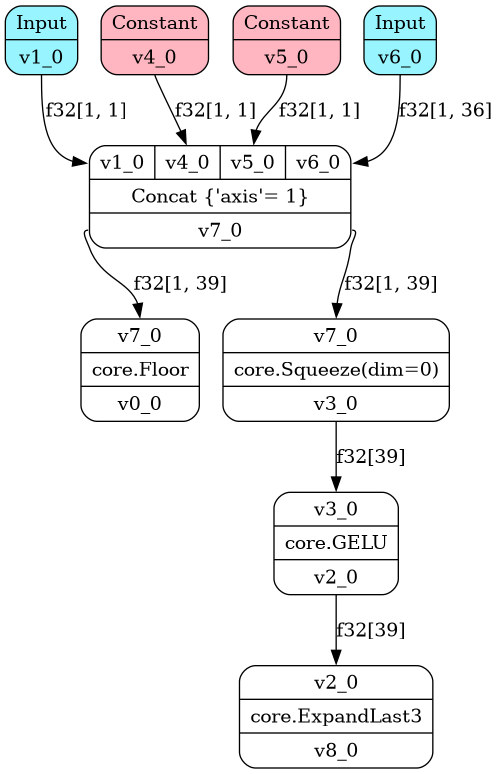 Input
v1_0
Constant
v4_0
Constant
v5_0
Input
v6_0
f32[1, 1]
f32[1, 1]
f32[1, 1]
f32[1, 36]
v1_0
v4_0
v5_0
v6_0
Concat {'axis'= 1}
v7_0
f32[1, 39]
f32[1, 39]
v7_0
core.Floor
v0_0
v7_0
core.Squeeze(dim=0)
v3_0
f32[39]
v3_0
core.GELU
v2_0
f32[39]
v2_0
core.ExpandLast3
v8_0